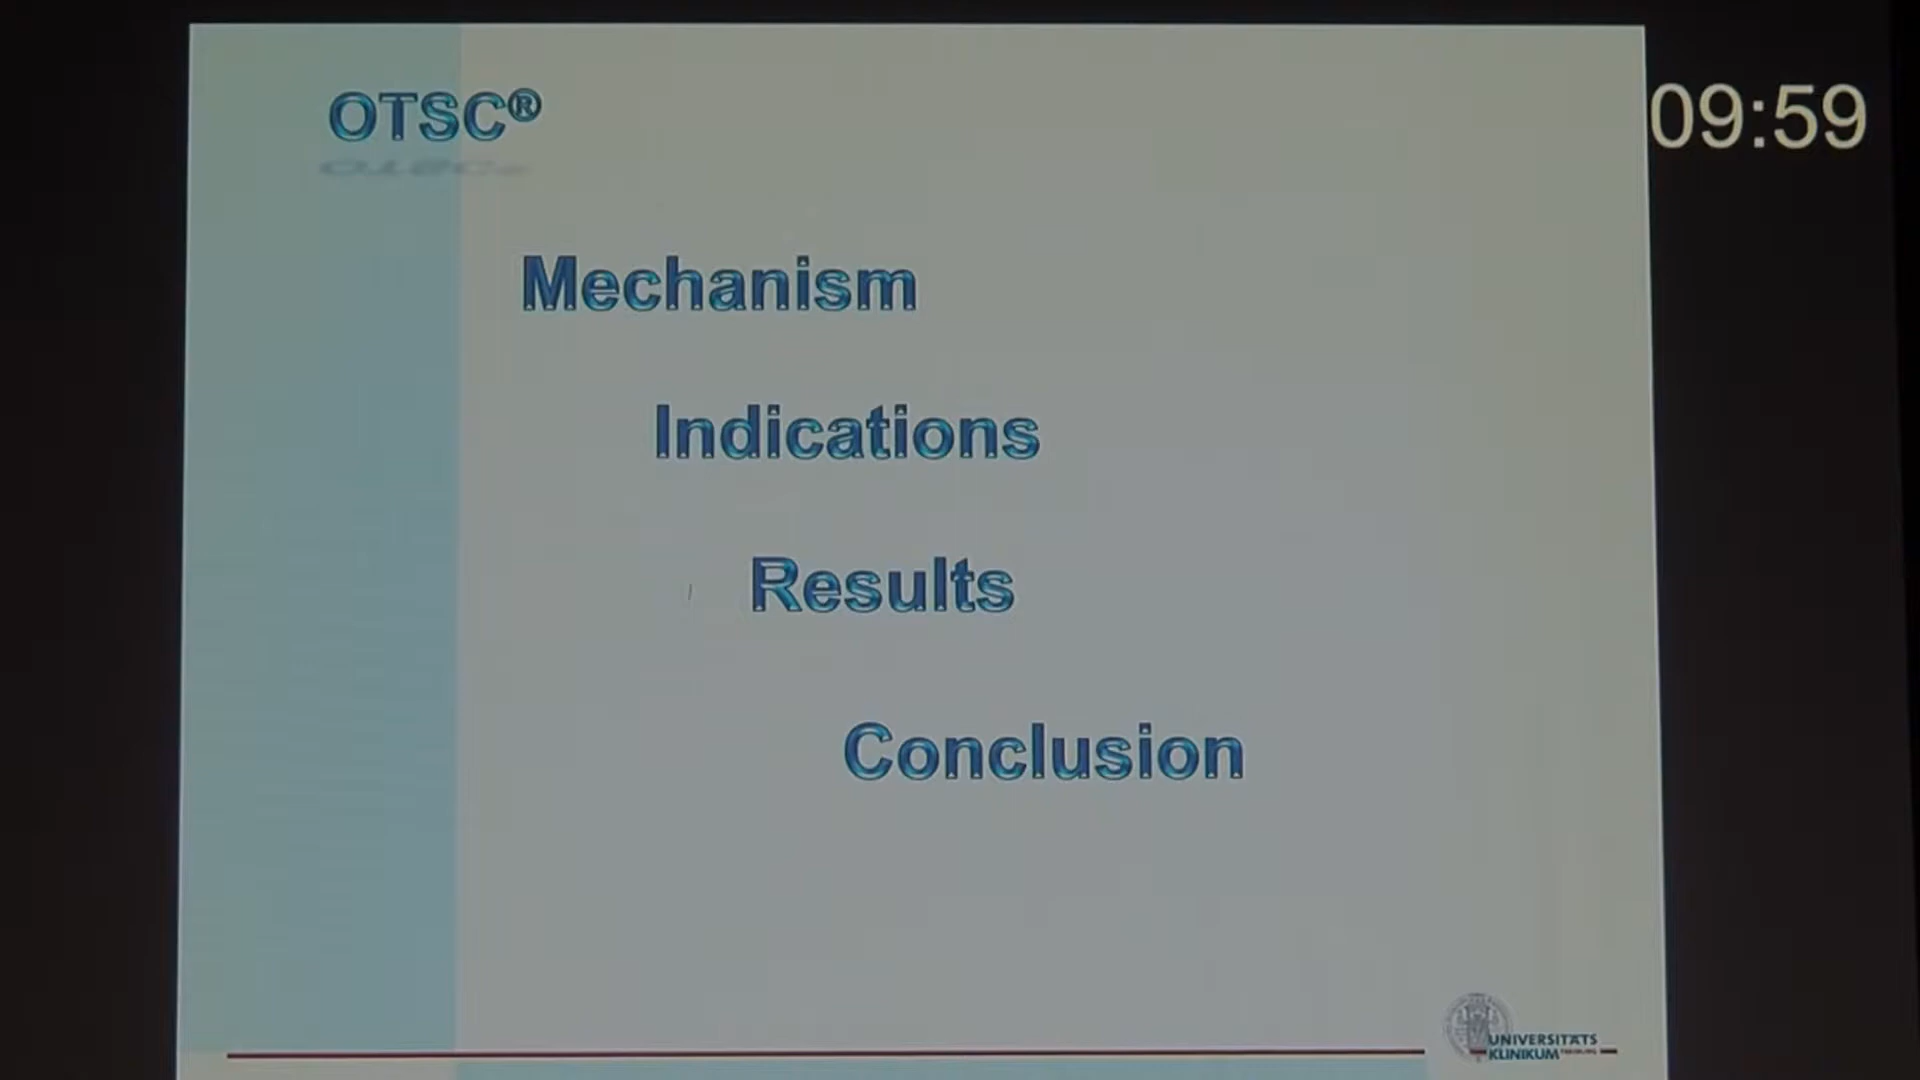 OTSC®
09:59
Mechanism
Indications
Results
Conclusion
UNIVERSITÄTS
KLINIKUM